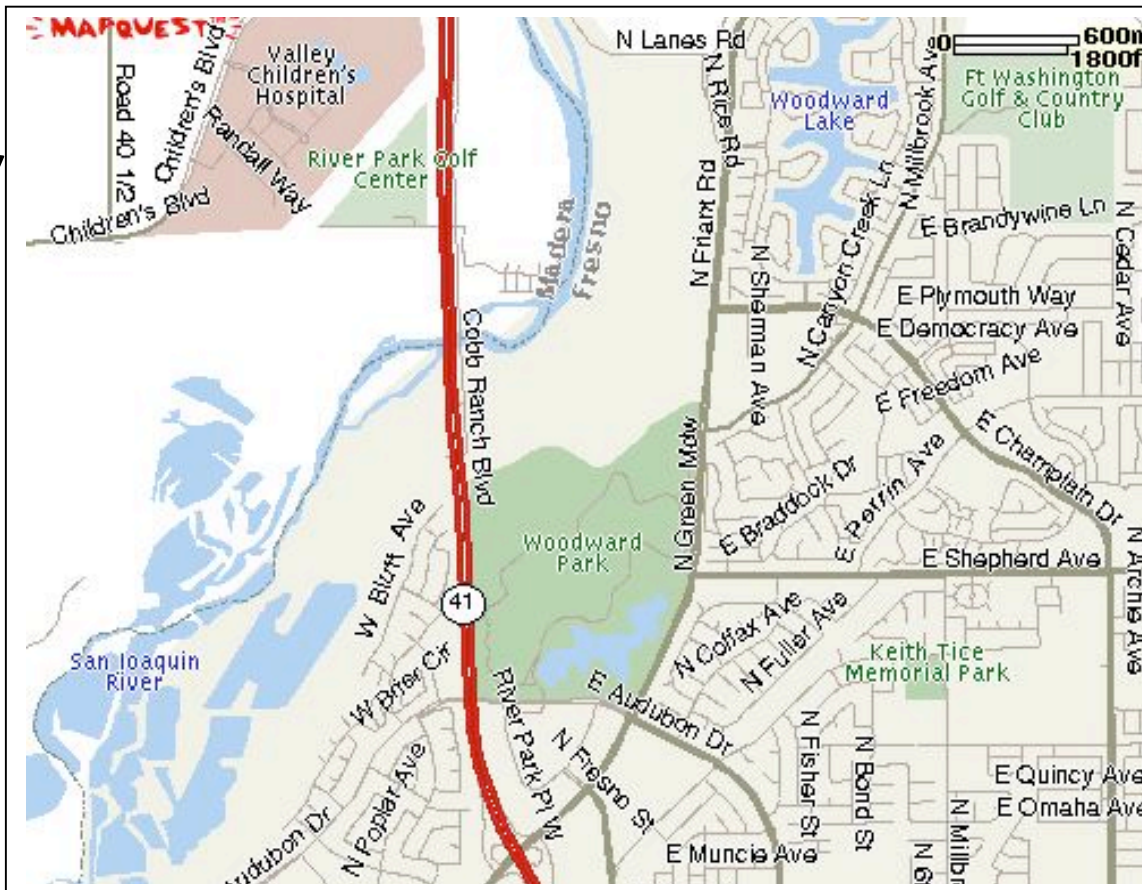 MAPQUEST
N Lanes Rd
0
600m
1800ft
Valley
Children's
Hospital
Road 40 1/2
Children's Blvd
Randall Way
Children's Blvd
River Park Golf
Center
N Rice Rd
Woodward
Lake
N Millbrook Ave
Ft Washington
Golf & Country
Club
Madera
Fresno
N Friant Rd
N Sherman Ave
N Canyon Creek Ln
E Brandywine Ln
N Cedar Ave
E Plymouth Way
E Democracy Ave
E Freedom Ave
E Champlain Dr
Cobb Ranch Blvd
N Green Mdw
E Braddock Dr
E Perrin Ave
Woodward
Park
E Shepherd Ave
N Archie Ave
W Bluff Ave
41
San Joaquin
River
W Brier Cir
N Colfax Ave
N Fuller Ave
Keith Tice
Memorial Park
E Audubon Dr
River Park Pl W
N Fresno St
N Poplar Ave
Audubon Dr
N Fisher St
N Bond St
E Quincy Ave
E Omaha Ave
E Muncie Ave
N Millbr